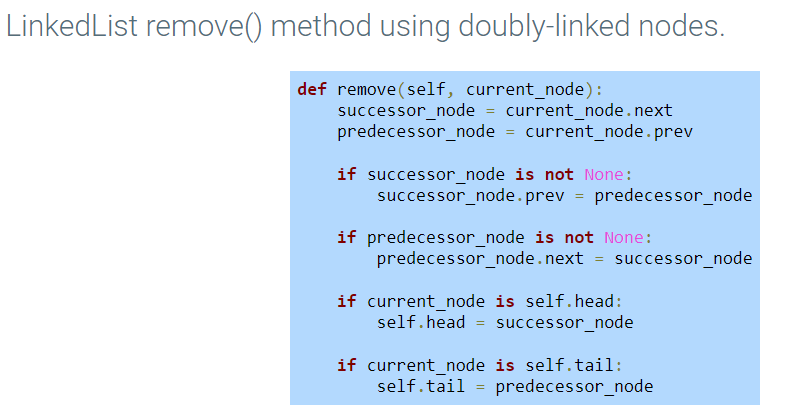 LinkedList remove() method using doubly-linked nodes.
def remove(self, current_node):
    successor_node = current_node.next
    predecessor_node = current_node.prev
    if successor_node is not None:
        successor_node.prev = predecessor_node
    if predecessor_node is not None:
        predecessor_node.next = successor_node
    if current_node is self.head:
        self.head = successor_node
    if current_node is self.tail:
        self.tail = predecessor_node